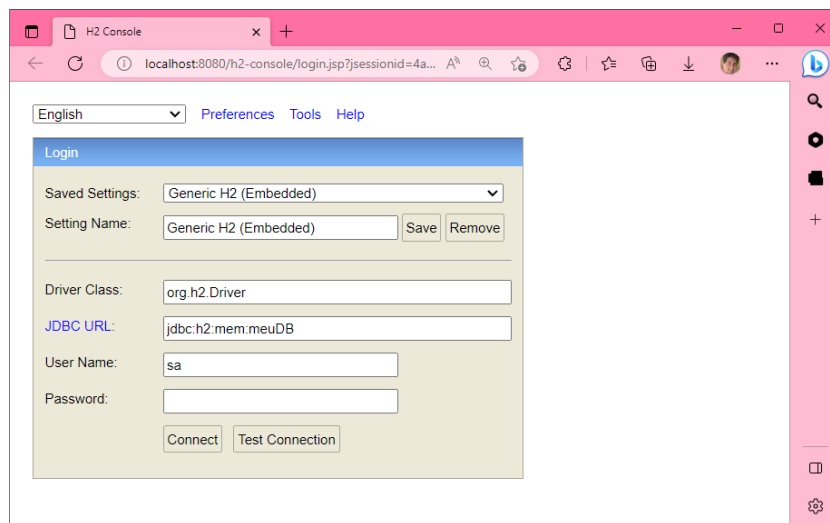 H2 Console
localhost:8080/h2-console/login.jsp?jsessionid=4a...
English Preferences Tools Help
Login
Saved Settings: Generic H2 (Embedded)
Setting Name: Generic H2 (Embedded) Save Remove
Driver Class: org.h2.Driver
JDBC URL: jdbc:h2:mem:meuDB
User Name: sa
Password:
Connect Test Connection